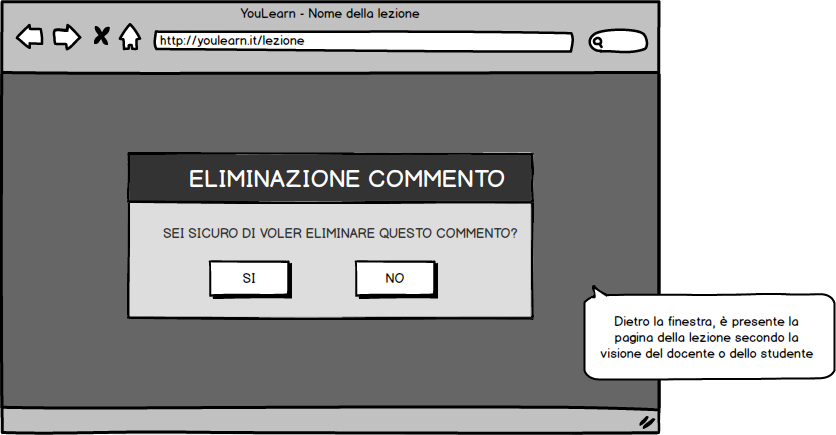 YouLearn - Nome della lezione
http://youlearn.it/lezione
ELIMINAZIONE COMMENTO
SEI SICURO DI VOLER ELIMINARE QUESTO COMMENTO?
SI
NO
Dietro la finestra, è presente la
pagina della lezione secondo la
visione del docente o dello studente